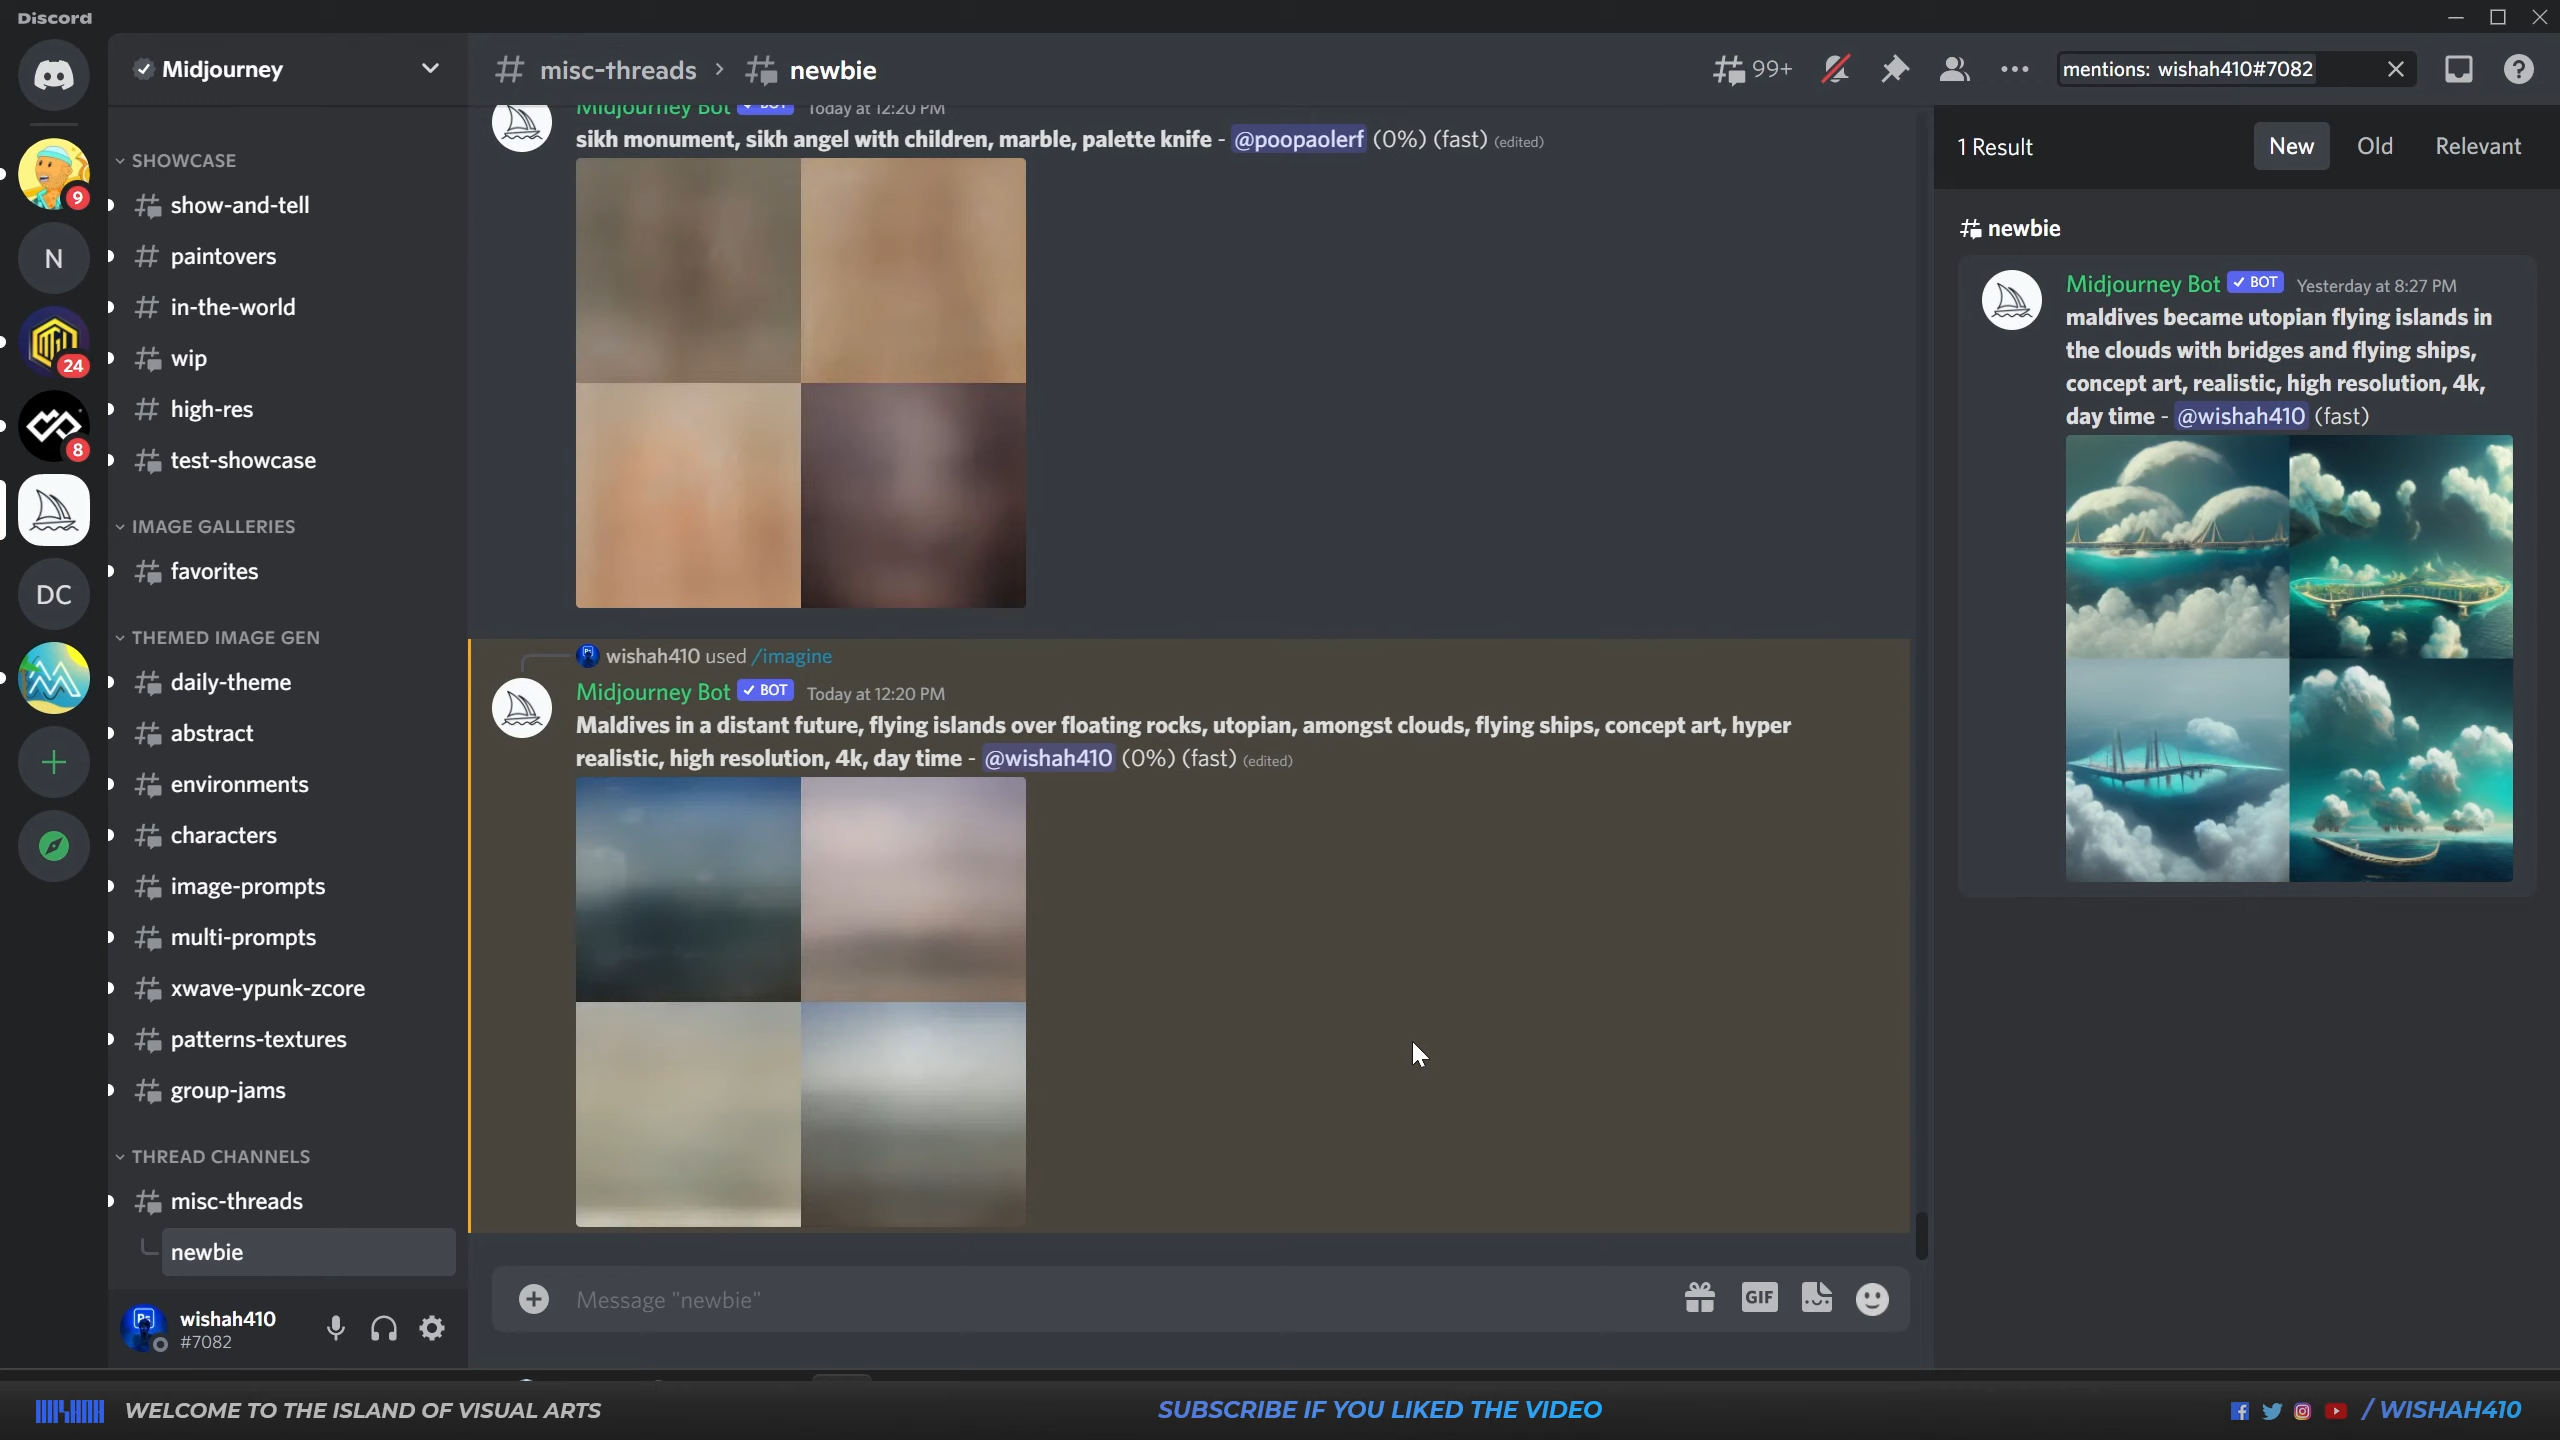 Discord
Midjourney
SHOWCASE
show-and-tell
paintovers
in-the-world
wip
high-res
test-showcase
IMAGE GALLERIES
favorites
THEMED IMAGE GEN
daily-theme
abstract
environments
characters
image-prompts
multi-prompts
xwave-ypunk-zcore
patterns-textures
group-jams
THREAD CHANNELS
misc-threads
newbie
9
N
24
8
DC
wishah410
#7082
misc-threads > newbie
99+
mentions: wishah410#7082
Midjourney Bot BOT Today at 12:20 PM
sikh monument, sikh angel with children, marble, palette knife - @poopaolerf (0%) (fast) (edited)
wishah410 used /imagine
Midjourney Bot BOT Today at 12:20 PM
Maldives in a distant future, flying islands over floating rocks, utopian, amongst clouds, flying ships, concept art, hyper
realistic, high resolution, 4k, day time - @wishah410 (0%) (fast) (edited)
Message "newbie"
GIF
1 Result
New
Old
Relevant
newbie
Midjourney Bot BOT Yesterday at 8:27 PM
maldives became utopian flying islands in
the clouds with bridges and flying ships,
concept art, realistic, high resolution, 4k,
day time - @wishah410 (fast)
WELCOME TO THE ISLAND OF VISUAL ARTS
SUBSCRIBE IF YOU LIKED THE VIDEO
/ WISHAH410